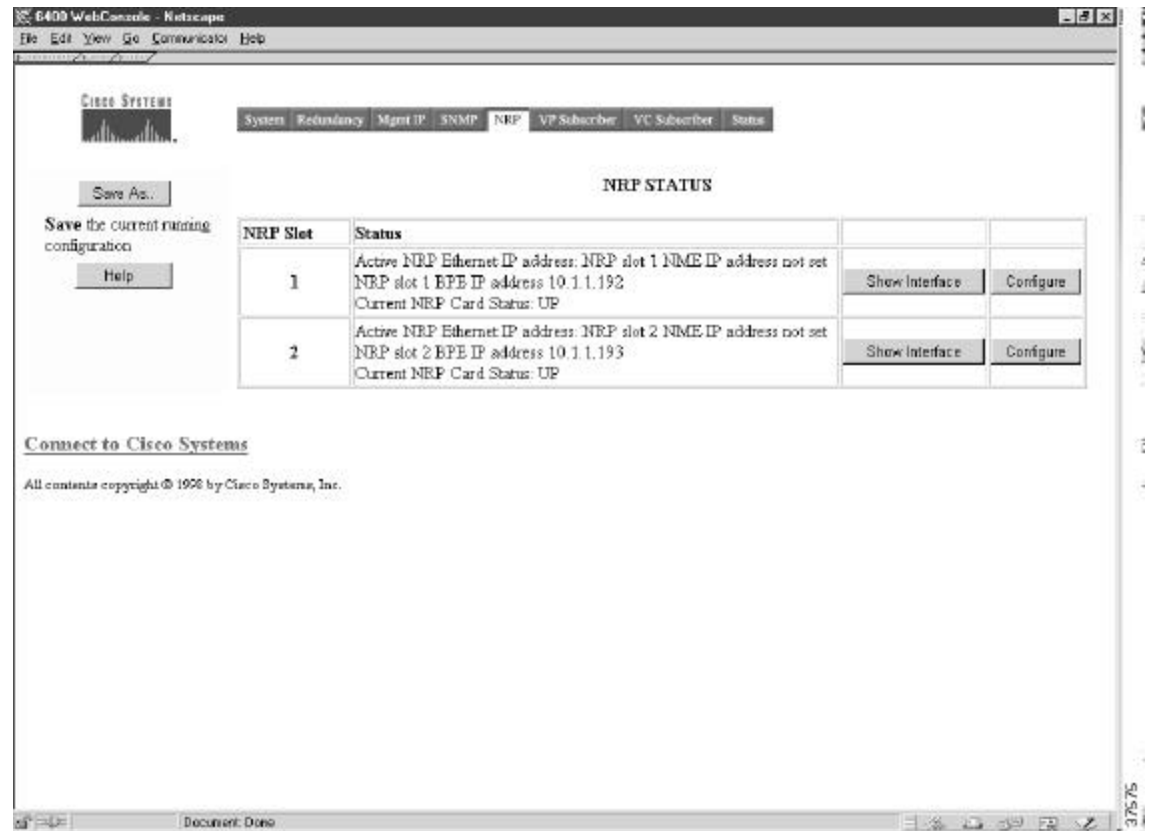 6400 WebConsole - Netscape
File Edit View Go Communicator Help
CISCO SYSTEMS
System Redundancy Mgmt IP SNMP NRP VP Subscriber VC Subscriber Status
NRP STATUS
Save As..
Save the current running
configuration
Help
NRP Slot Status
1
Active NRP Ethernet IP address: NRP slot 1 NME IP address not set
NRP slot 1 BPE IP address 10.1.1.192
Current NRP Card Status: UP
Show Interface Configure
2
Active NRP Ethernet IP address: NRP slot 2 NME IP address not set
NRP slot 2 BPE IP address 10.1.1.193
Current NRP Card Status: UP
Show Interface Configure
Connect to Cisco Systems
All contents copyright © 1998 by Cisco Systems, Inc.
Document: Done
37575